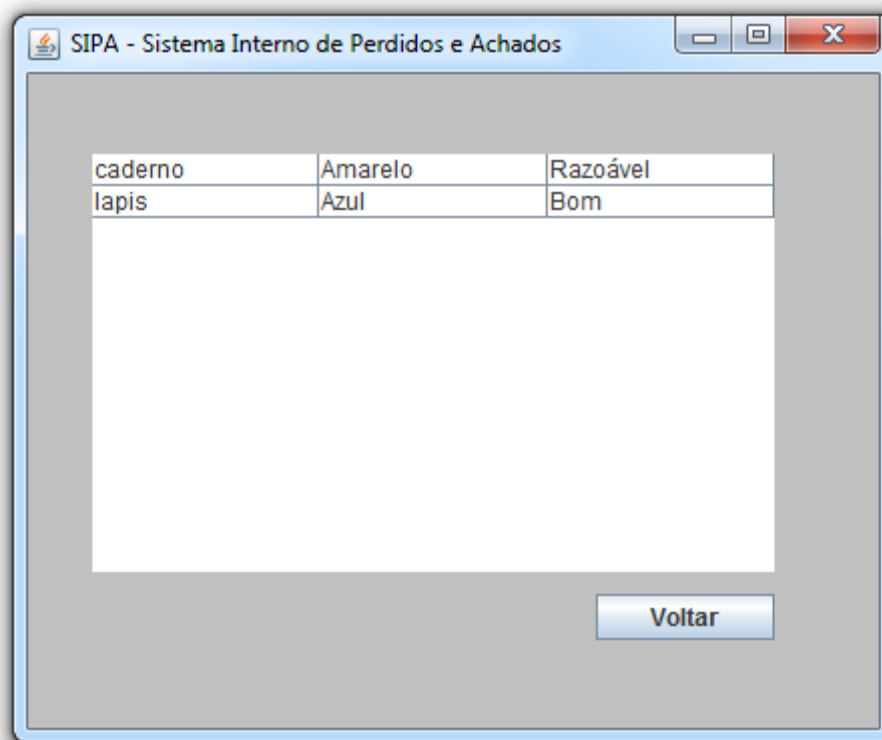 SIPA - Sistema Interno de Perdidos e Achados
caderno Amarelo Razoável
lapis Azul Bom
Voltar